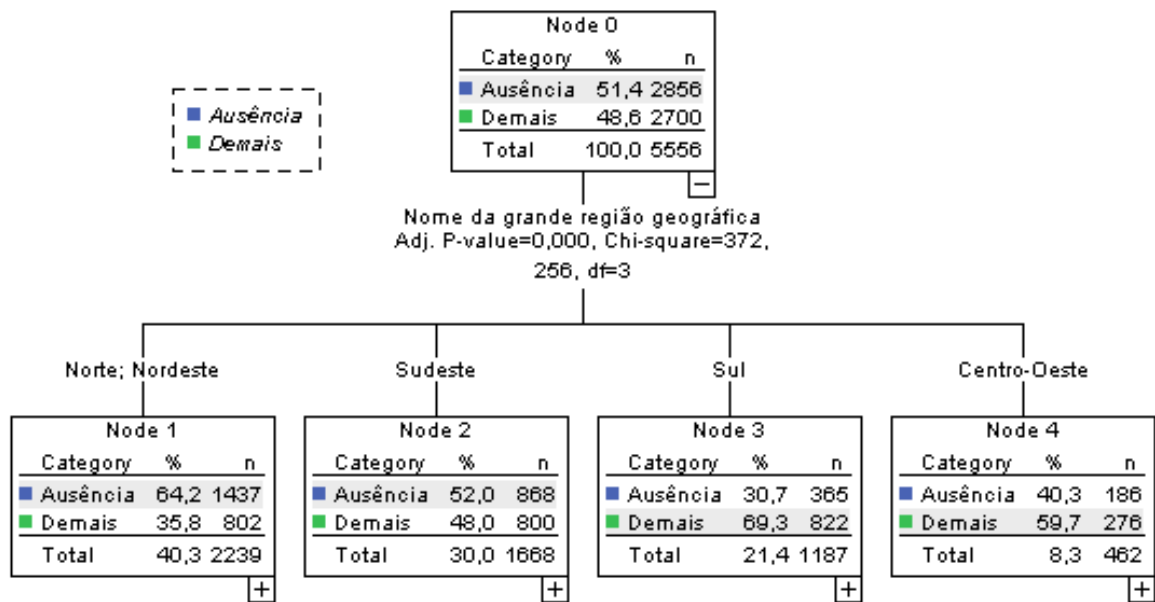 Node 0
Category % n
Ausência 51,4 2856
Demais 48,6 2700
Total 100,0 5556
Ausência
Demais
Nome da grande região geográfica
Adj. P-value=0,000, Chi-square=372,
256, df=3
Norte; Nordeste
Sudeste
Sul
Centro-Oeste
Node 1
Category % n
Ausência 64,2 1437
Demais 35,8 802
Total 40,3 2239
Node 2
Category % n
Ausência 52,0 868
Demais 48,0 800
Total 30,0 1668
Node 3
Category % n
Ausência 30,7 365
Demais 69,3 822
Total 21,4 1187
Node 4
Category % n
Ausência 40,3 186
Demais 59,7 276
Total 8,3 462